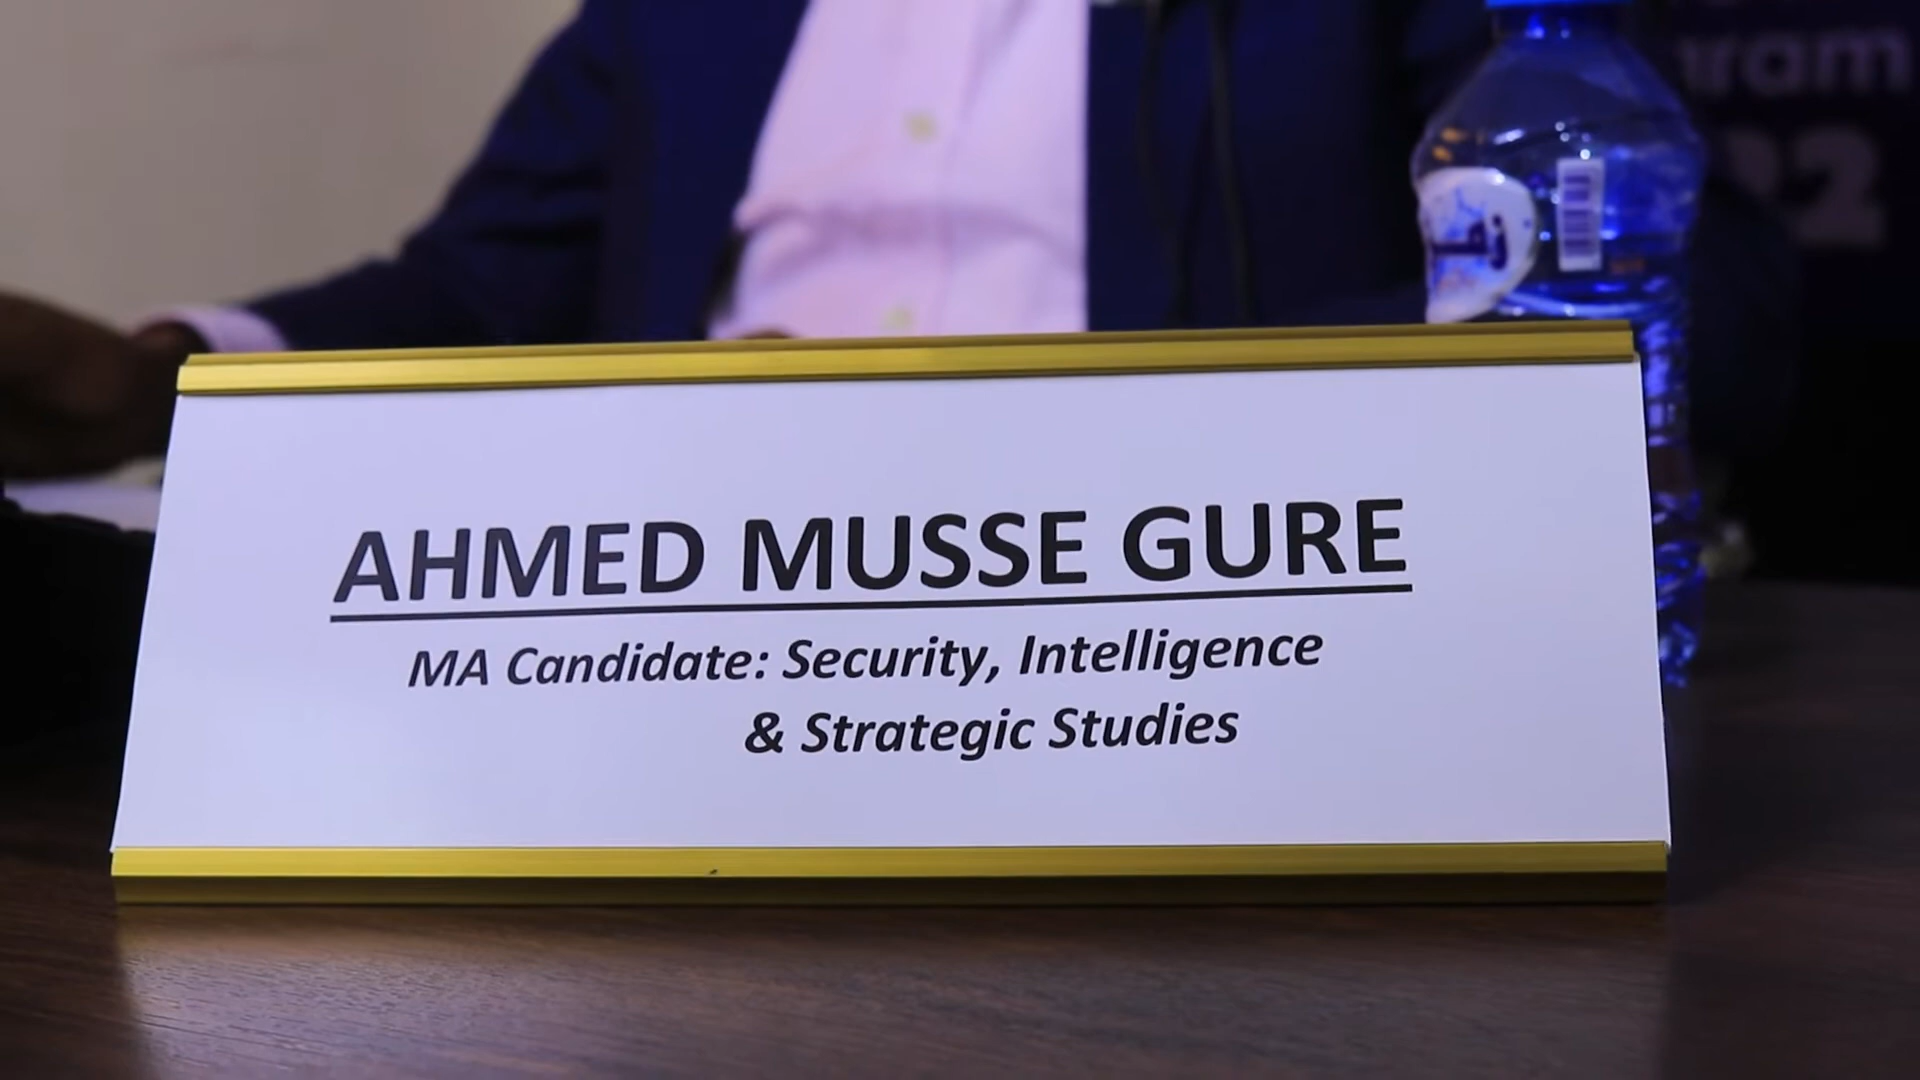 AHMED MUSSE GURE
MA Candidate: Security, Intelligence
& Strategic Studies